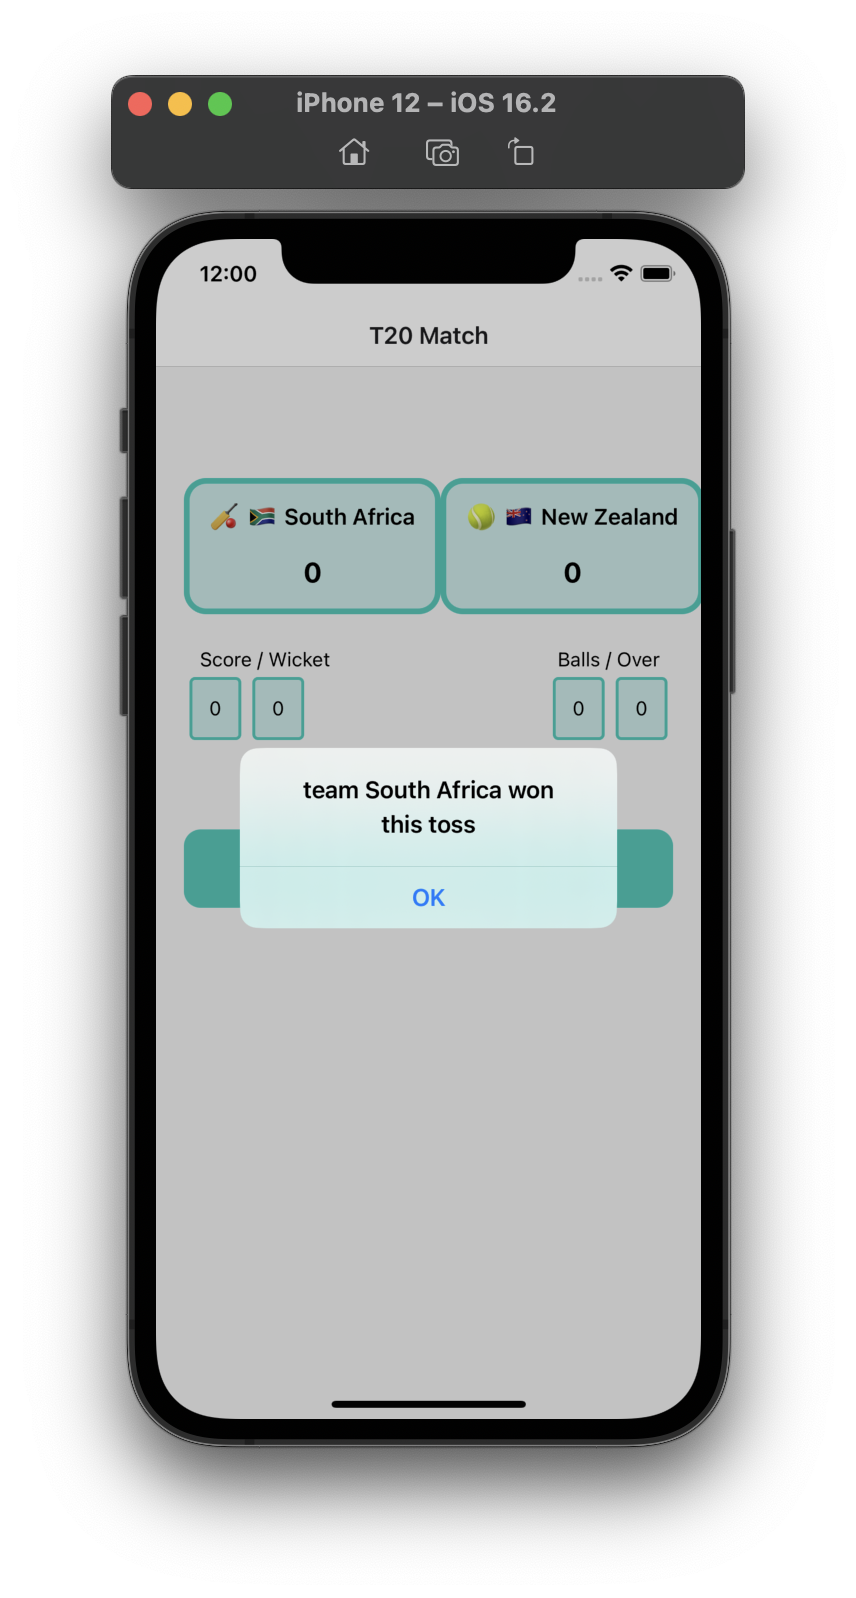 iPhone 12 – iOS 16.2
12:00
T20 Match
South Africa
New Zealand
0
0
Score / Wicket
Balls / Over
0 0
0 0
team South Africa won
this toss
OK